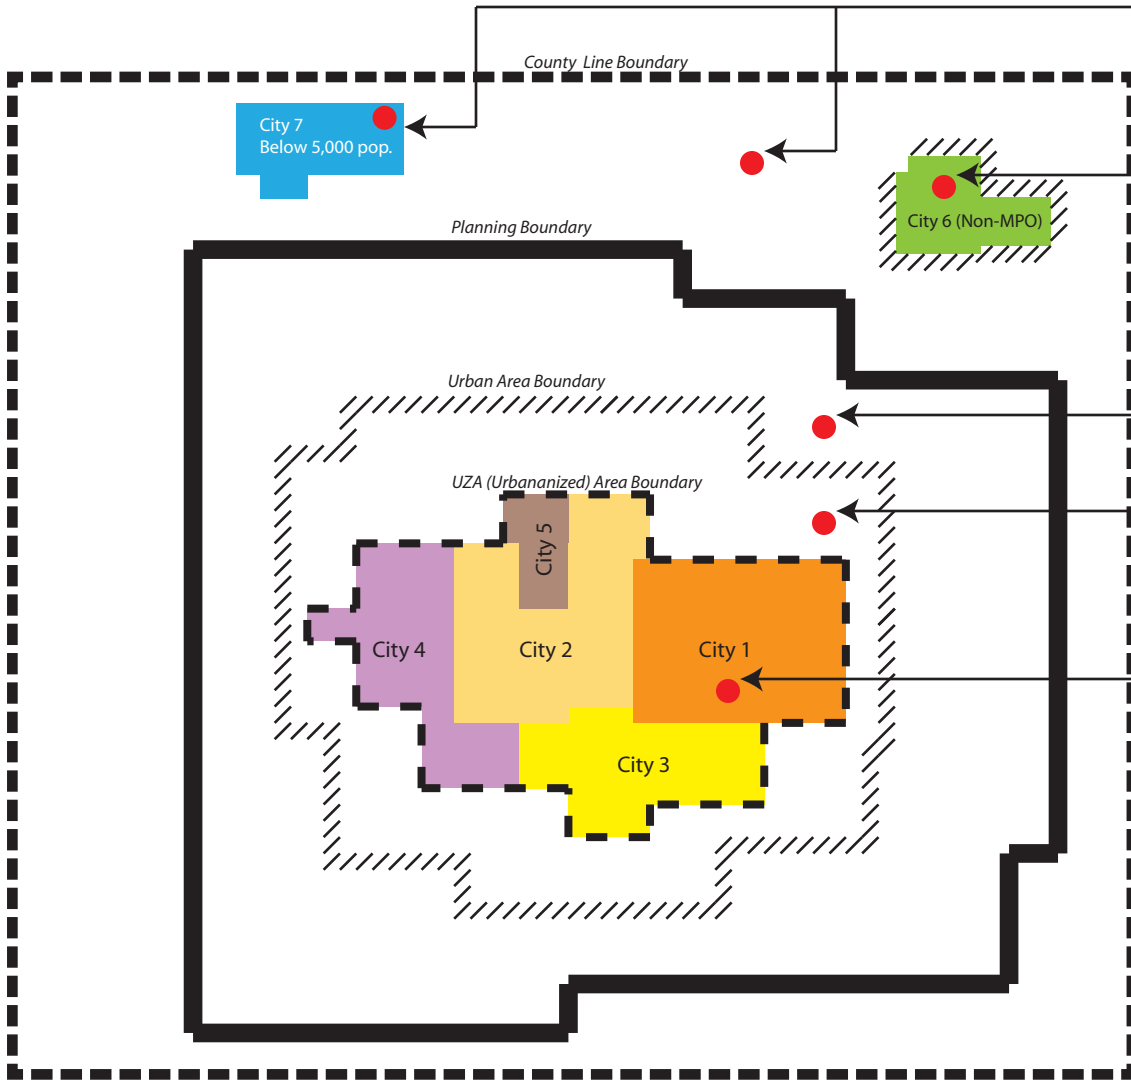 County Line Boundary
City 7
Below 5,000 pop.
City 6 (Non-MPO)
Planning Boundary
Urban Area Boundary
UZA (Urbananized) Area Boundary
City 5
City 4
City 2
City 1
City 3